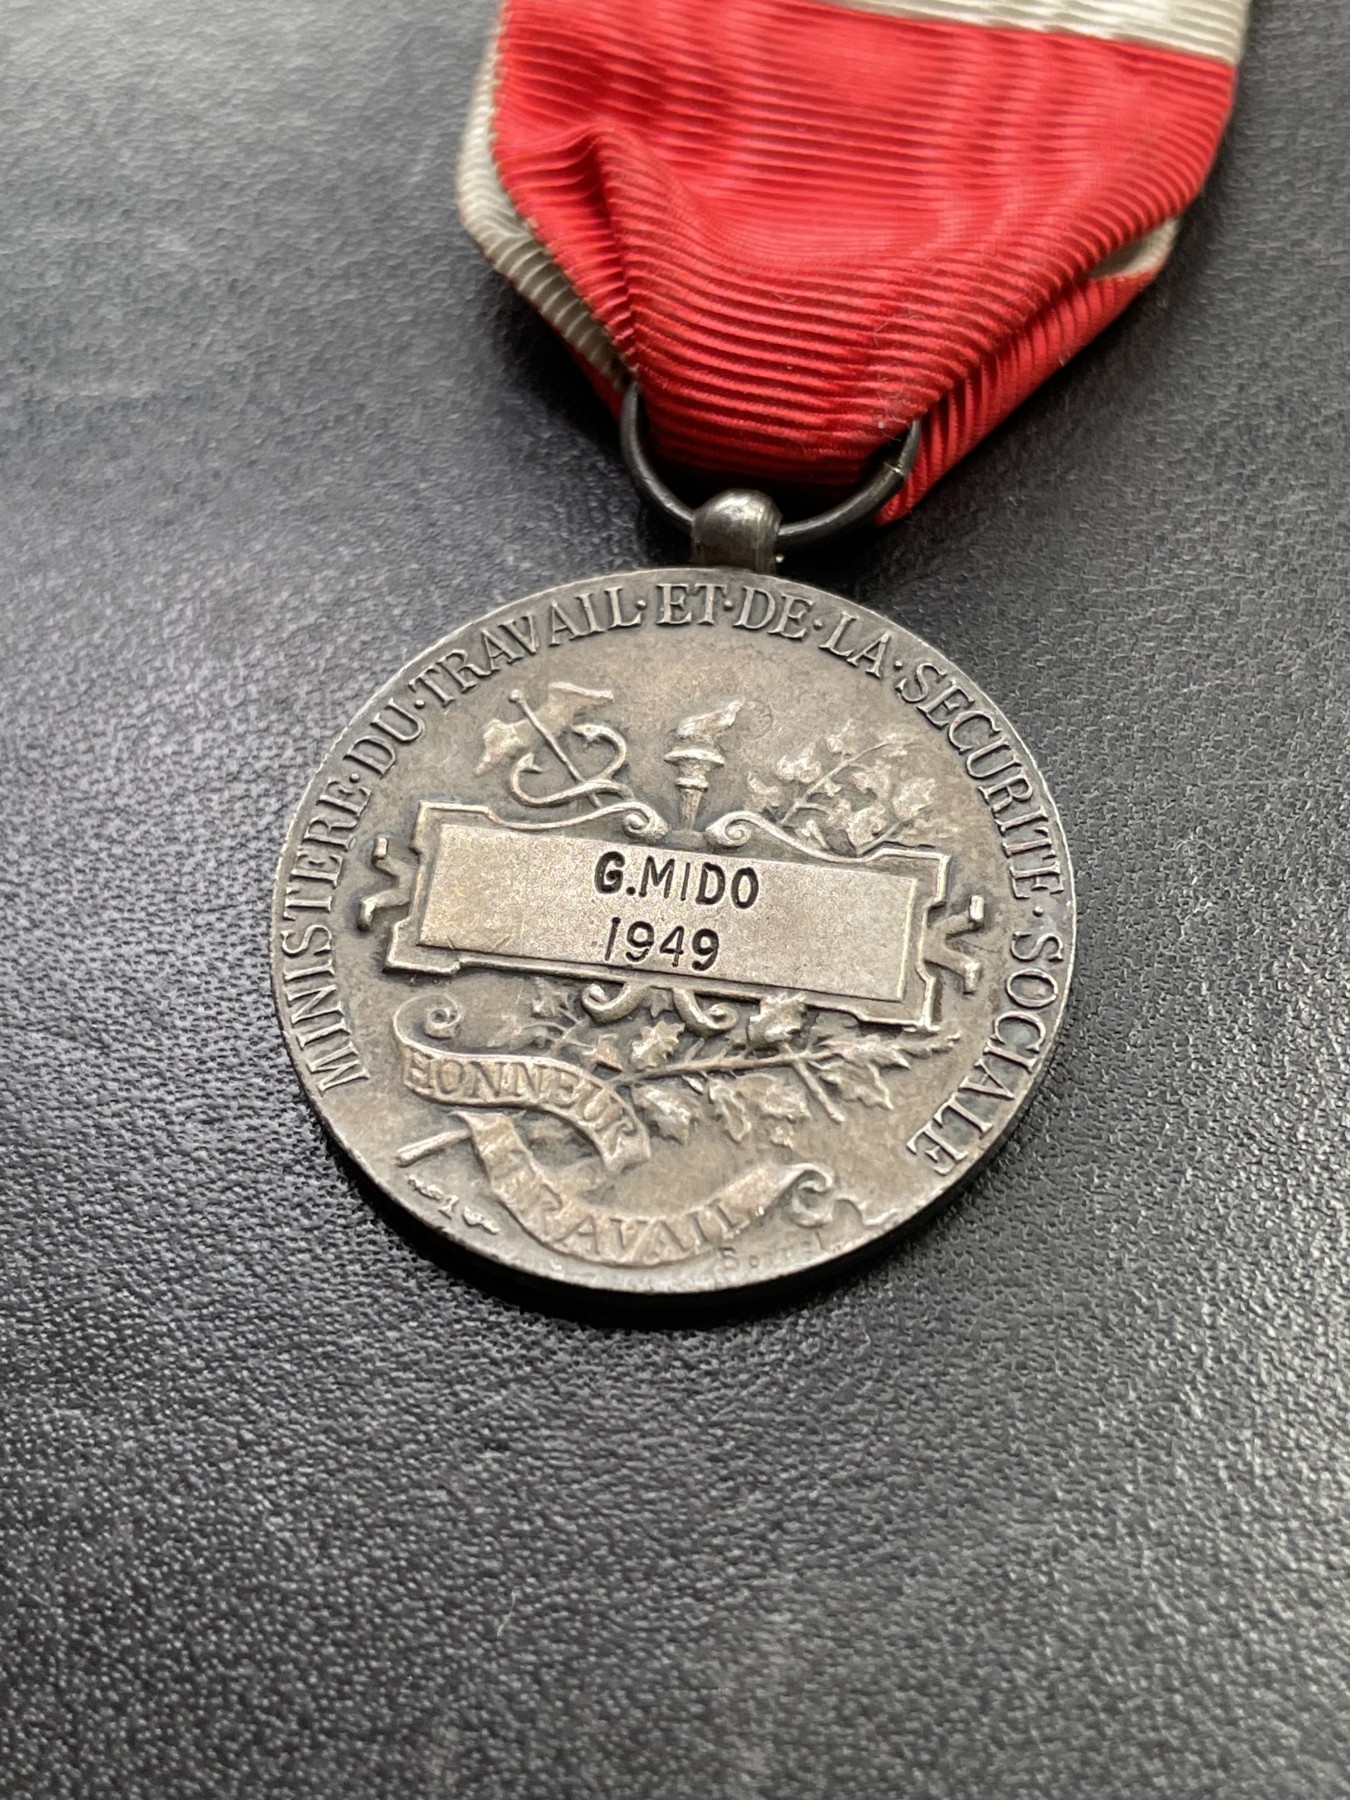 MINISTERE·DU·TRAVAIL·ET·DE·LA·SECURITE·SOCIALE
G.MIDO
1949
HONNEUR
TRAVAIL